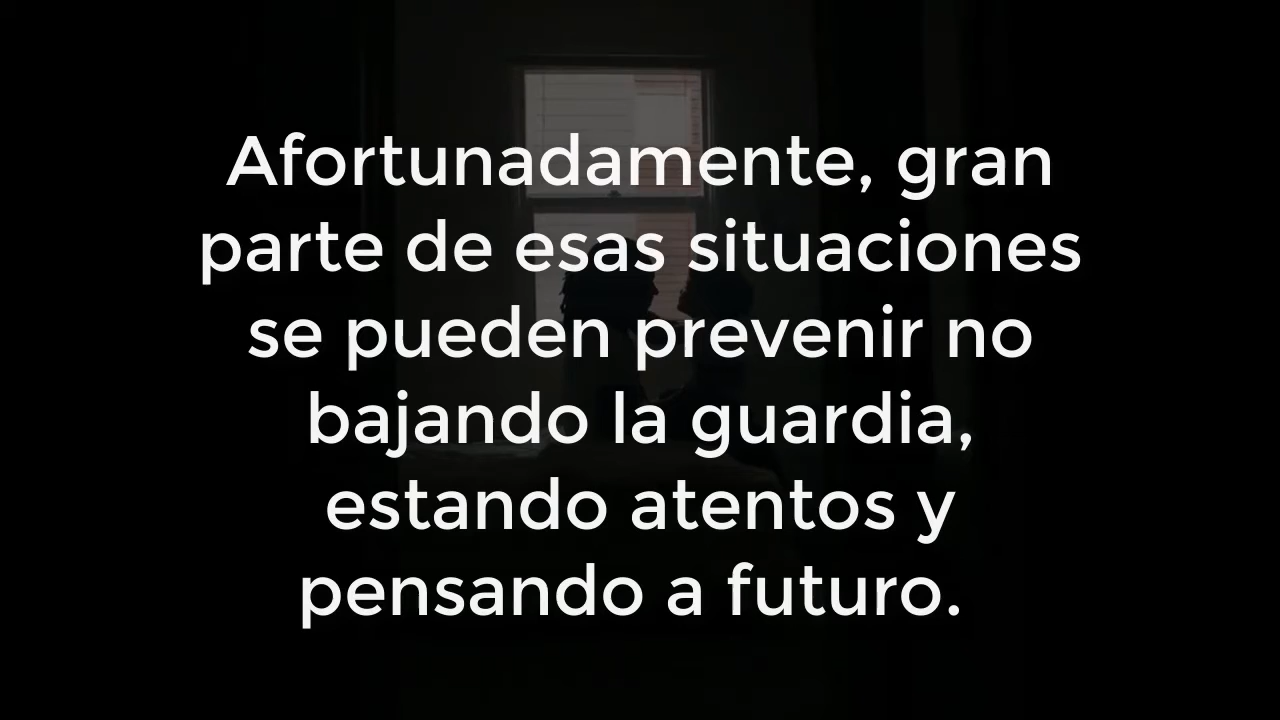 Afortunadamente, gran
parte de esas situaciones
se pueden prevenir no
bajando la guardia,
estando atentos y
pensando a futuro.